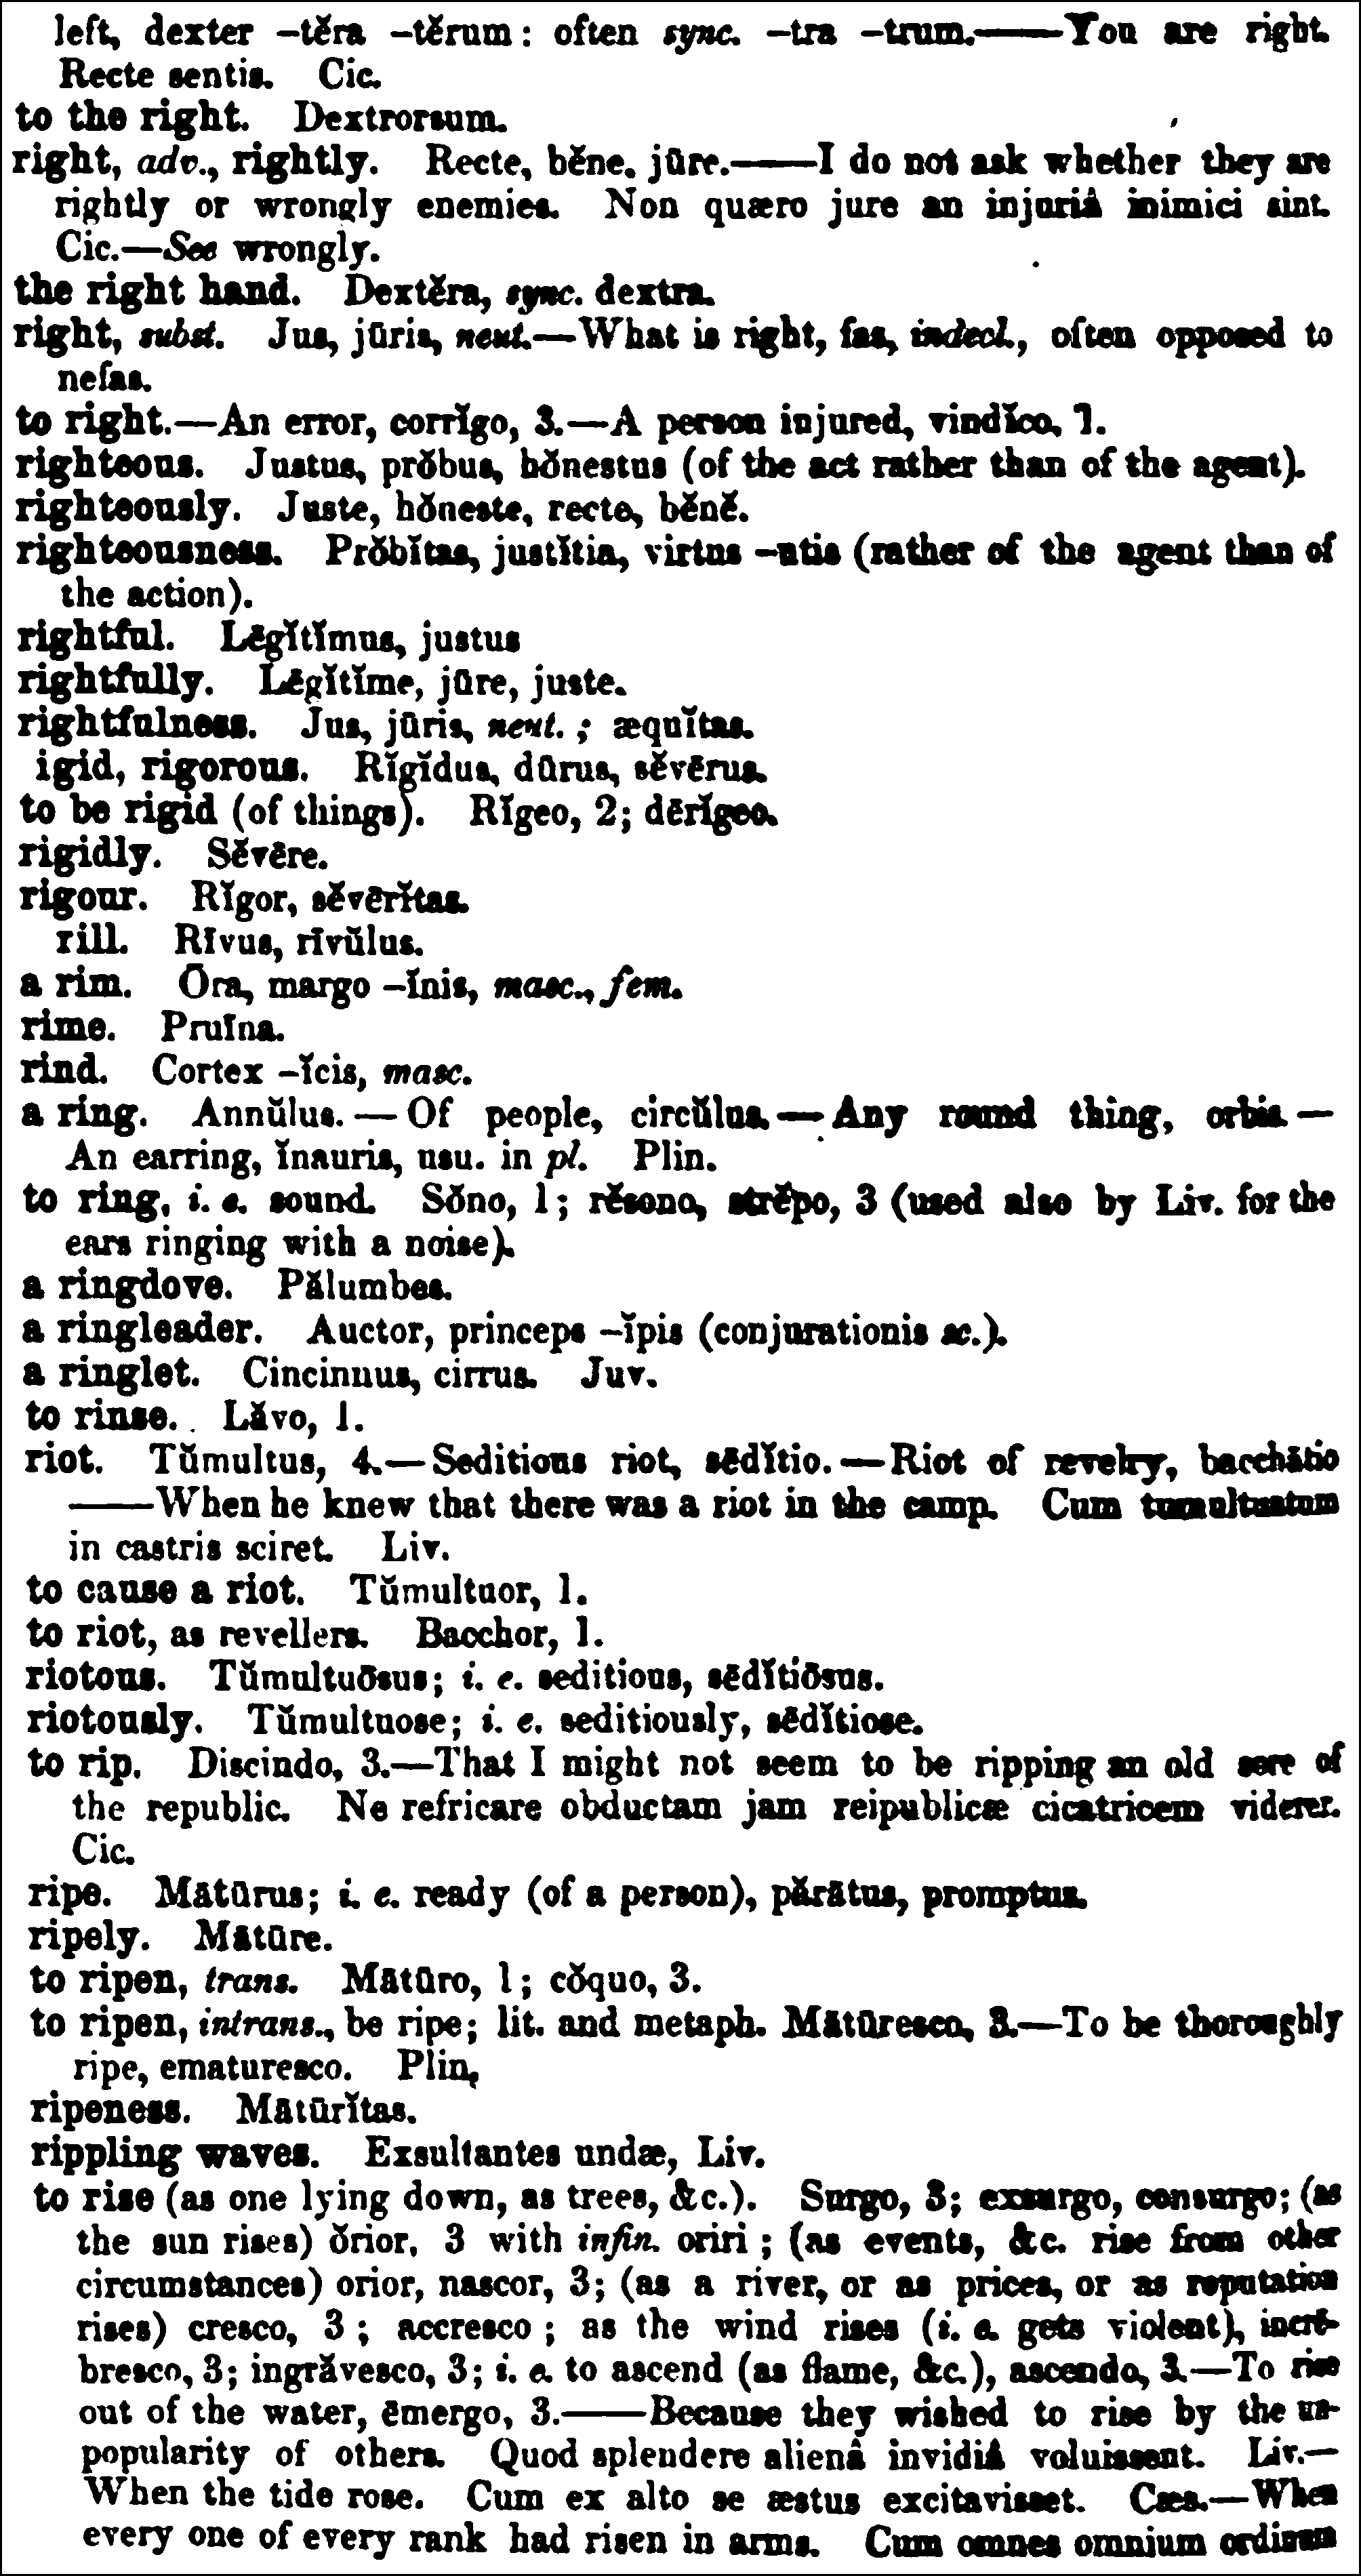 left, dexter –tĕra –tĕrum: often sync. –tra –trum.——You are right.
Recte sentis. Cic.
to the right. Dextrorsum.
right, adv., rightly. Recte, bĕne, jūre.——I do not ask whether they are
rightly or wrongly enemies. Non quæro jure an injuriâ inimici sint.
Cic.—See wrongly.
the right hand. Dextĕra, sync. dextra.
right, subst. Jus, jūris, neut.—What is right, fas, indecl., often opposed to
nefas.
to right.—An error, corrĭgo, 3.—A person injured, vindĭco, 1.
righteous. Justus, prŏbus, hŏnestus (of the act rather than of the agent).
righteously. Juste, hŏneste, recte, bĕnĕ.
righteousness. Prŏbĭtas, justĭtia, virtus –utis (rather of the agent than of
the action).
rightful. Lēgĭtĭmus, justus
rightfully. Lēgĭtĭme, jūre, juste.
rightfulness. Jus, jūris, neut.; æquĭtas.
igid, rigorous. Rĭgĭdus, dūrus, sĕvērus.
to be rigid (of things). Rĭgeo, 2; dērĭgeo.
rigidly. Sĕvēre.
rigour. Rĭgor, sĕvērĭtas.
rill. Rīvus, rīvŭlus.
a rim. Ōra, margo –ĭnis, masc., fem.
rime. Pruīna.
rind. Cortex –ĭcis, masc.
a ring. Annŭlus.—Of people, circŭlus.—Any round thing, orbis.—
An earring, ĭnauris, usu. in pl. Plin.
to ring, i. e. sound. Sŏno, 1; rĕsono, strĕpo, 3 (used also by Liv. for the
ears ringing with a noise).
a ringdove. Pălumbes.
a ringleader. Auctor, princeps –ĭpis (conjurationis sc.).
a ringlet. Cincinnus, cirrus. Juv.
to rinse. Lăvo, 1.
riot. Tŭmultus, 4.—Seditious riot, sēdĭtio.—Riot of revelry, bacchātio
——When he knew that there was a riot in the camp. Cum tumultuatum
in castris sciret. Liv.
to cause a riot. Tŭmultuor, 1.
to riot, as revellers. Bacchor, 1.
riotous. Tŭmultuōsus; i. e. seditious, sēdĭtiōsus.
riotously. Tŭmultuose; i. e. seditiously, sēdĭtiose.
to rip. Discindo, 3.—That I might not seem to be ripping an old sore of
the republic. Ne refricare obductam jam reipublicæ cicatricem viderer.
Cic.
ripe. Mātūrus; i. e. ready (of a person), părātus, promptus.
ripely. Mātūre.
to ripen, trans. Mātūro, 1; cŏquo, 3.
to ripen, intrans., be ripe; lit. and metaph. Mātūresco, 3.—To be thoroughly
ripe, ematuresco. Plin.
ripeness. Mātūrĭtas.
rippling waves. Exsultantes undæ, Liv.
to rise (as one lying down, as trees, &c.). Surgo, 3; exsurgo, consurgo; (as
the sun rises) ŏrior, 3 with infin. oriri; (as events, &c. rise from other
circumstances) orior, nascor, 3; (as a river, or as prices, or as reputation
rises) cresco, 3; accresco; as the wind rises (i. e. gets violent), incrē-
bresco, 3; ingrăvesco, 3; i. e. to ascend (as flame, &c.), ascendo, 3.—To rise
out of the water, ēmergo, 3.——Because they wished to rise by the un-
popularity of others. Quod splendere alienâ invidiâ voluissent. Liv.—
When the tide rose. Cum ex alto se æstus excitavisset. Cæs.—When
every one of every rank had risen in arms. Cum omnes omnium ordinum